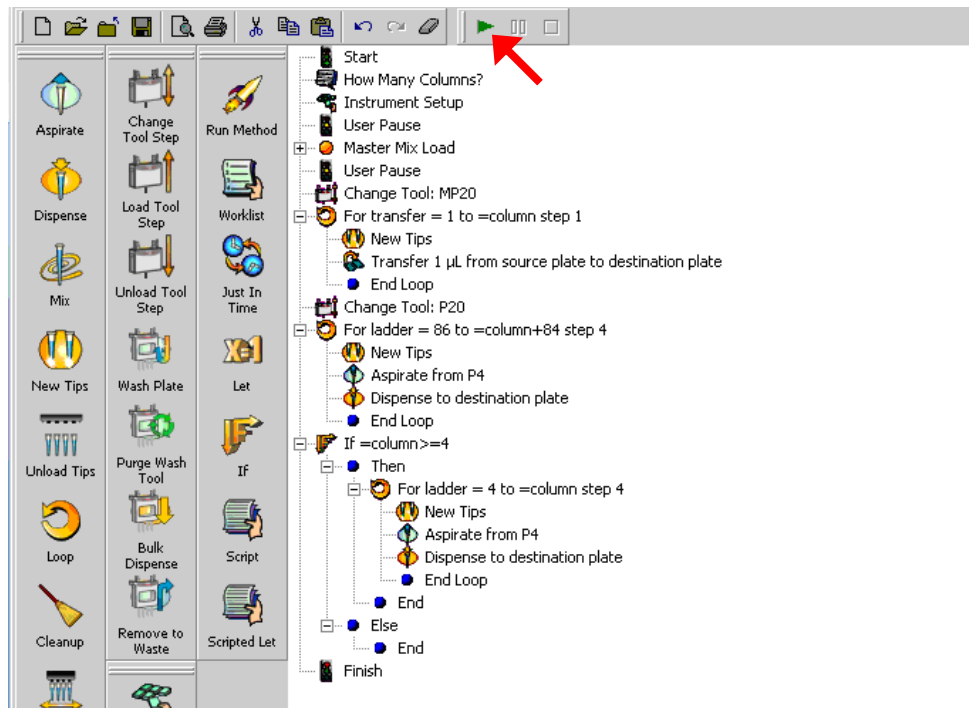 Aspirate
Dispense
Mix
New Tips
Unload Tips
Loop
Cleanup
Change
Tool Step
Load Tool
Step
Unload Tool
Step
Wash Plate
Purge Wash
Tool
Bulk
Dispense
Remove to
Waste
Run Method
Worklist
Just In
Time
X=1
Let
If
Script
Scripted Let
Start
How Many Columns?
Instrument Setup
User Pause
Master Mix Load
User Pause
Change Tool: MP20
For transfer = 1 to =column step 1
New Tips
Transfer 1 µL from source plate to destination plate
End Loop
Change Tool: P20
For ladder = 86 to =column+84 step 4
New Tips
Aspirate from P4
Dispense to destination plate
End Loop
If =column>=4
Then
For ladder = 4 to =column step 4
New Tips
Aspirate from P4
Dispense to destination plate
End Loop
End
Else
End
Finish